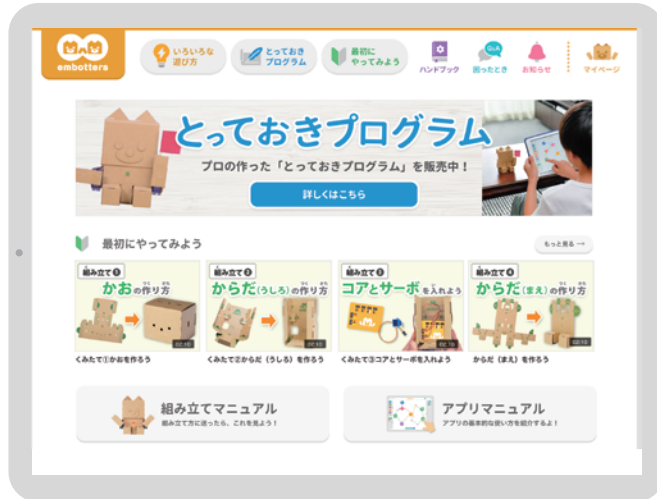 embotters
いろいろな
遊び方
とっておき
プログラム
最初に
やってみよう
ハンドブック
Q&A
困ったとき
お知らせ
マイページ
とっておきプログラム
プロの作った「とっておきプログラム」を販売中！
詳しくはこちら
最初にやってみよう
もっと見る →
組み立て❶
かおの作り方
02:10
くみたて①かおを作ろう
組み立て❷
からだ(うしろ)の作り方
02:10
くみたて②からだ（うしろ）を作ろう
組み立て❸
コアとサーボを入れよう
02:10
くみたて③コアとサーボを入れよう
組み立て❹
からだ(まえ)の作り方
02:10
からだ（まえ）を作ろう
組み立てマニュアル
組み立て方に迷ったら、これを見よう！
アプリマニュアル
アプリの基本的な使い方を紹介するよ！